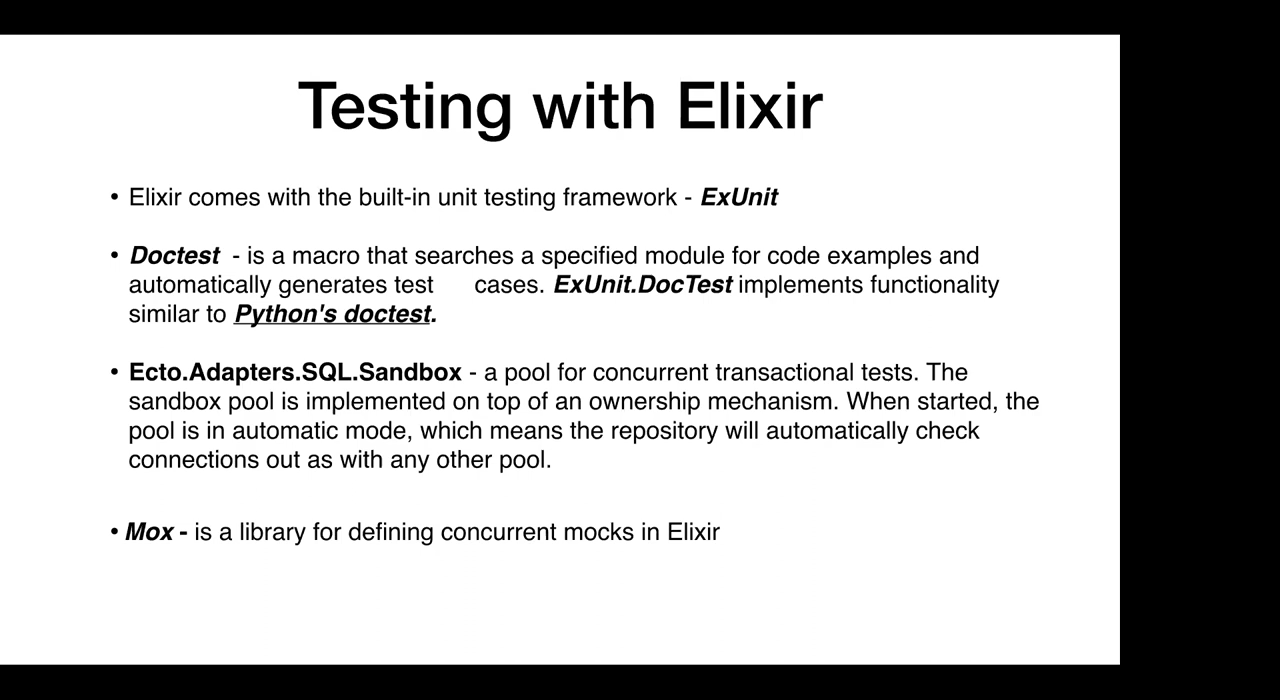 Testing with Elixir
• Elixir comes with the built-in unit testing framework - ExUnit
• Doctest - is a macro that searches a specified module for code examples and
automatically generates test cases. ExUnit.DocTest implements functionality
similar to Python's doctest.
• Ecto.Adapters.SQL.Sandbox - a pool for concurrent transactional tests. The
sandbox pool is implemented on top of an ownership mechanism. When started, the
pool is in automatic mode, which means the repository will automatically check
connections out as with any other pool.
• Mox - is a library for defining concurrent mocks in Elixir